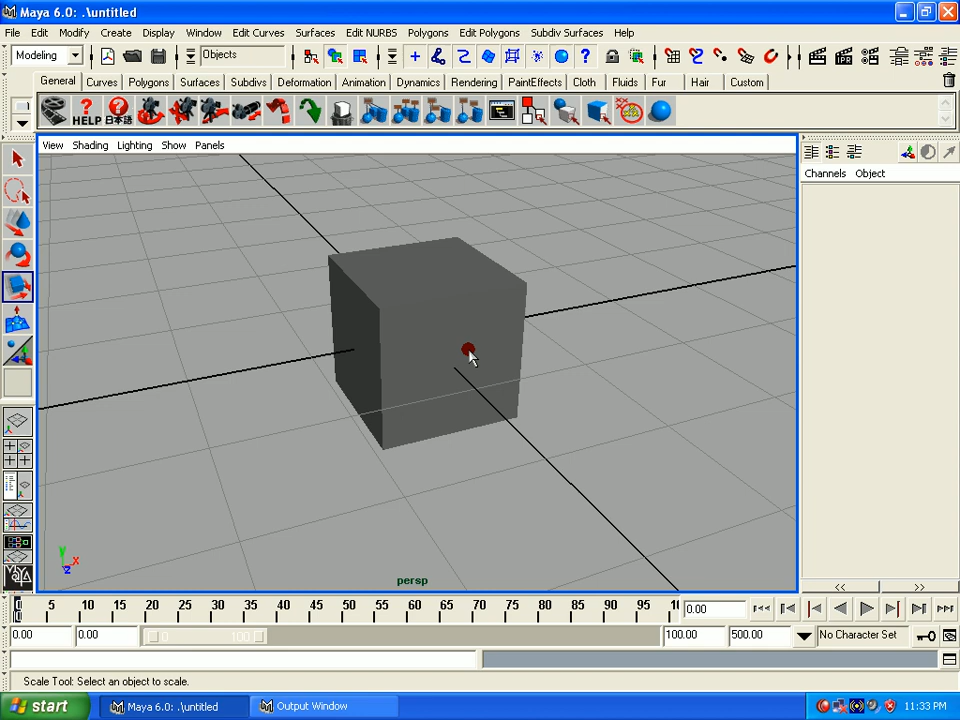 Maya 6.0: .\untitled
File Edit Modify Create Display Window Edit Curves Surfaces Edit NURBS Polygons Edit Polygons Subdiv Surfaces Help
Modeling Objects
General Curves Polygons Surfaces Subdivs Deformation Animation Dynamics Rendering PaintEffects Cloth Fluids Fur Hair Custom
HELP 日本語
View Shading Lighting Show Panels
Channels Object
y x z
persp
<< >>
5 10 15 20 25 30 35 40 45 50 55 60 65 70 75 80 85 90 95 0.00
0.00 0.00 0 100 100.00 500.00 No Character Set
Scale Tool: Select an object to scale.
start Maya 6.0: .\untitled Output Window 11:33 PM